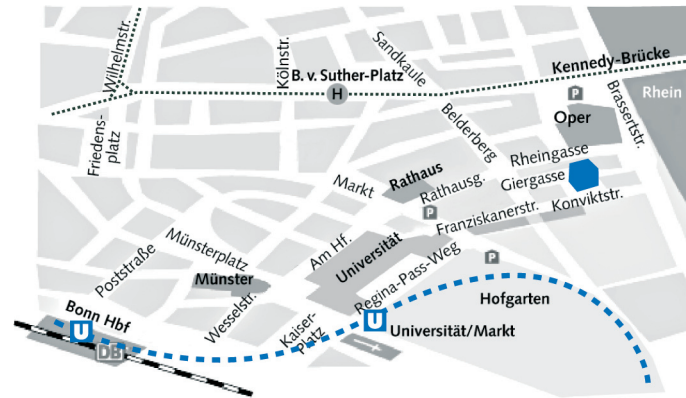 Wilhelmstr.
Kölnstr.
Sandkaule
B. v. Suther-Platz
H
Kennedy-Brücke
Rhein
Brassertstr.
P
Oper
Friedens-
platz
Belderberg
Rheingasse
Giergasse
Konviktstr.
Rathaus
Markt
Rathausg.
P
Franziskanerstr.
Münsterplatz
Am Hf.
Universität
Regina-Pass-Weg
P
Poststraße
Münster
Wesselstr.
Hofgarten
Bonn Hbf
U
DB
Kaiser-
Platz
U
Universität/Markt